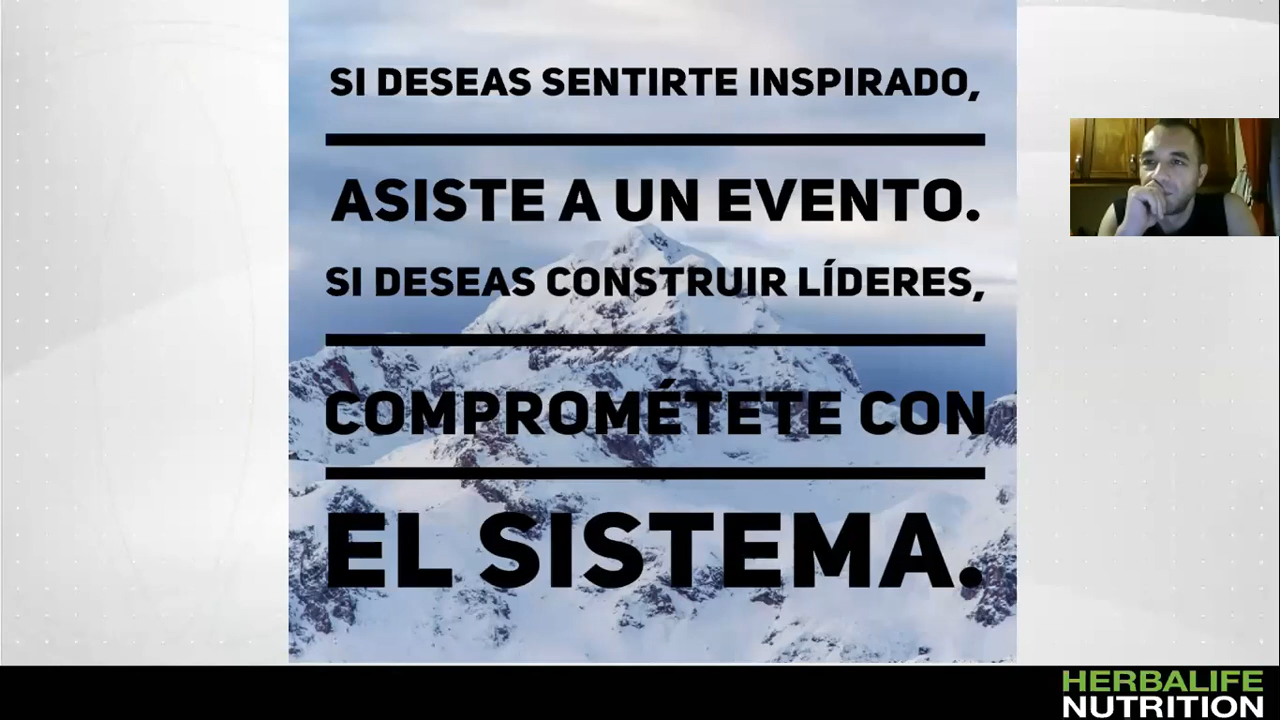 SI DESEAS SENTIRTE INSPIRADO,
ASISTE A UN EVENTO.
SI DESEAS CONSTRUIR LÍDERES,
COMPROMÉTETE CON
EL SISTEMA.
HERBALIFE
NUTRITION